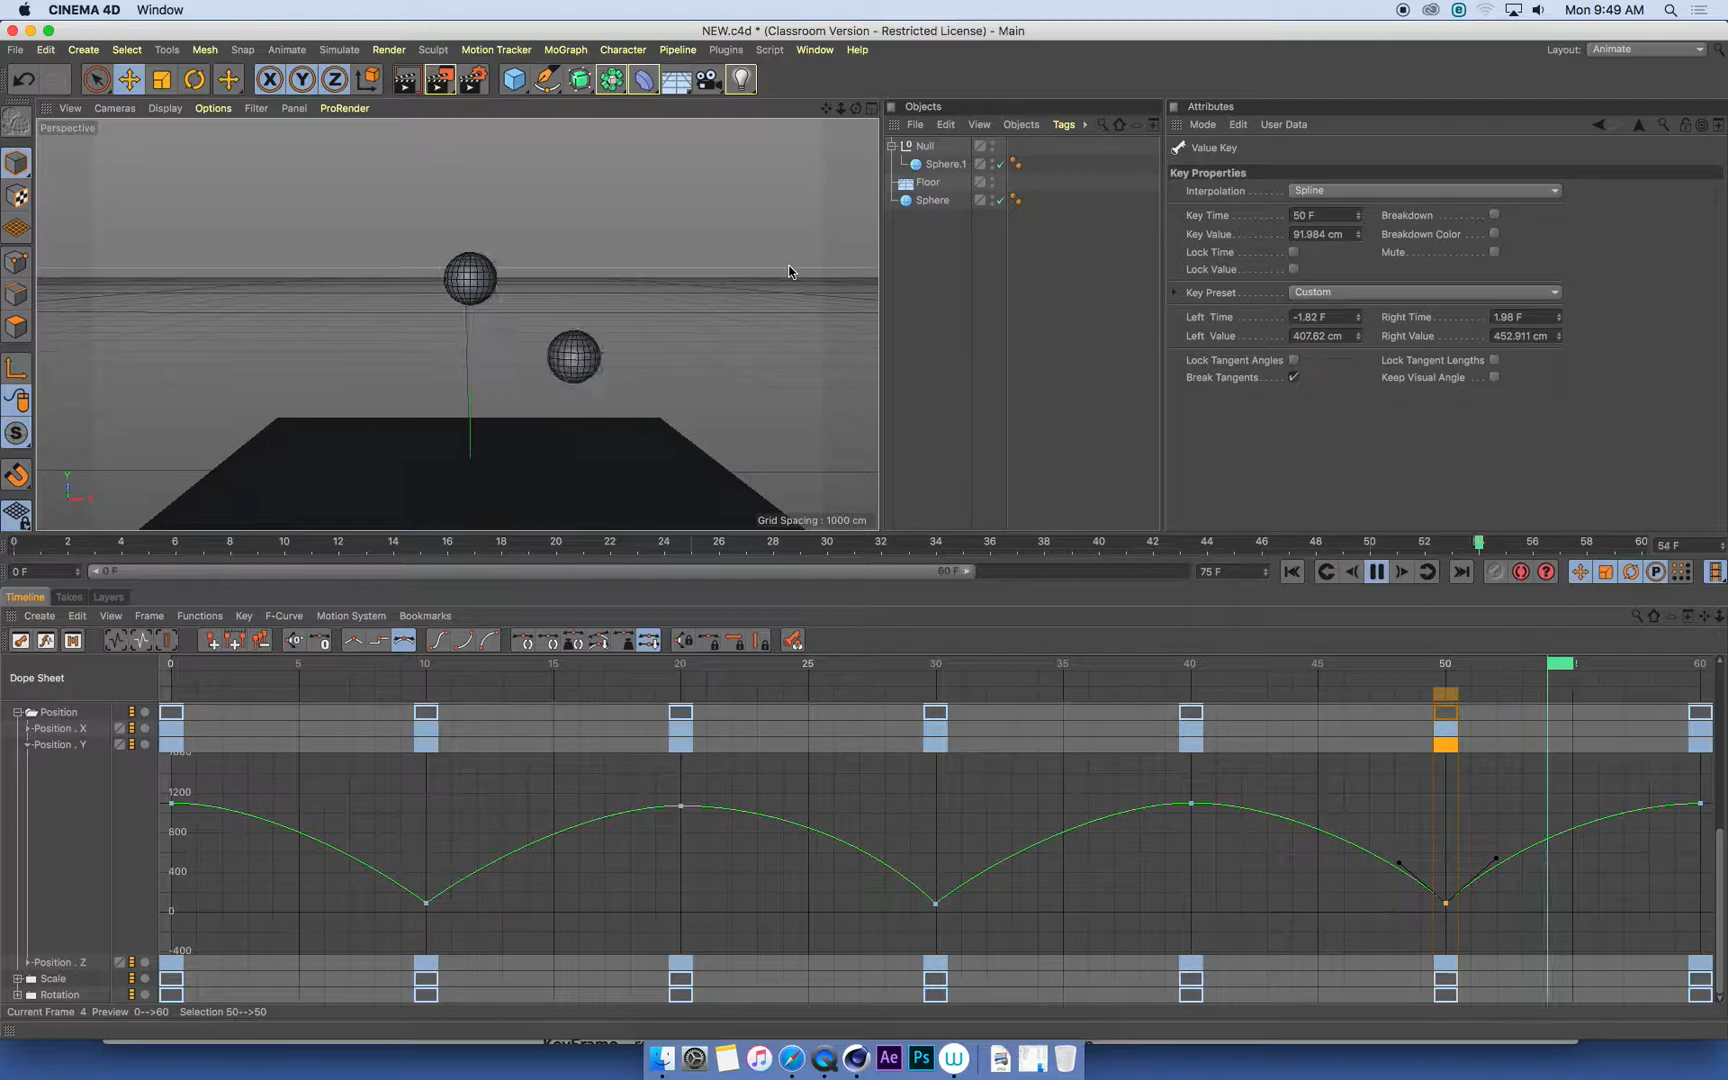 CINEMA 4D Window Mon 9:49 AM
NEW.c4d * (Classroom Version - Restricted License) - Main
File Edit Create Select Tools Mesh Snap Animate Simulate Render Sculpt Motion Tracker MoGraph Character Pipeline Plugins Script Window Help Layout: Animate
View Cameras Display Options Filter Panel ProRender
Perspective
Grid Spacing : 1000 cm
Objects
File Edit View Objects Tags
Null
Sphere.1
Floor
Sphere
Attributes
Mode Edit User Data
Value Key
Key Properties
Interpolation Spline
Key Time 50 F Breakdown
Key Value 91.984 cm Breakdown Color
Lock Time Mute
Lock Value
Key Preset Custom
Left Time -1.82 F Right Time 1.98 F
Left Value 407.62 cm Right Value 452.911 cm
Lock Tangent Angles Lock Tangent Lengths
Break Tangents Keep Visual Angle
0 2 4 6 8 10 12 14 16 18 20 22 24 26 28 30 32 34 36 38 40 42 44 46 48 50 52 56 58 60 54 F
0 F 0 F 60 F 75 F
Timeline Takes Layers
Create Edit View Frame Functions Key F-Curve Motion System Bookmarks
0 5 10 15 20 25 30 35 40 45 50 60
Dope Sheet
Position
Position . X
Position . Y
1200
800
400
0
-400
Position . Z
Scale
Rotation
Current Frame 4 Preview 0-->60 Selection 50-->50
Ae Ps